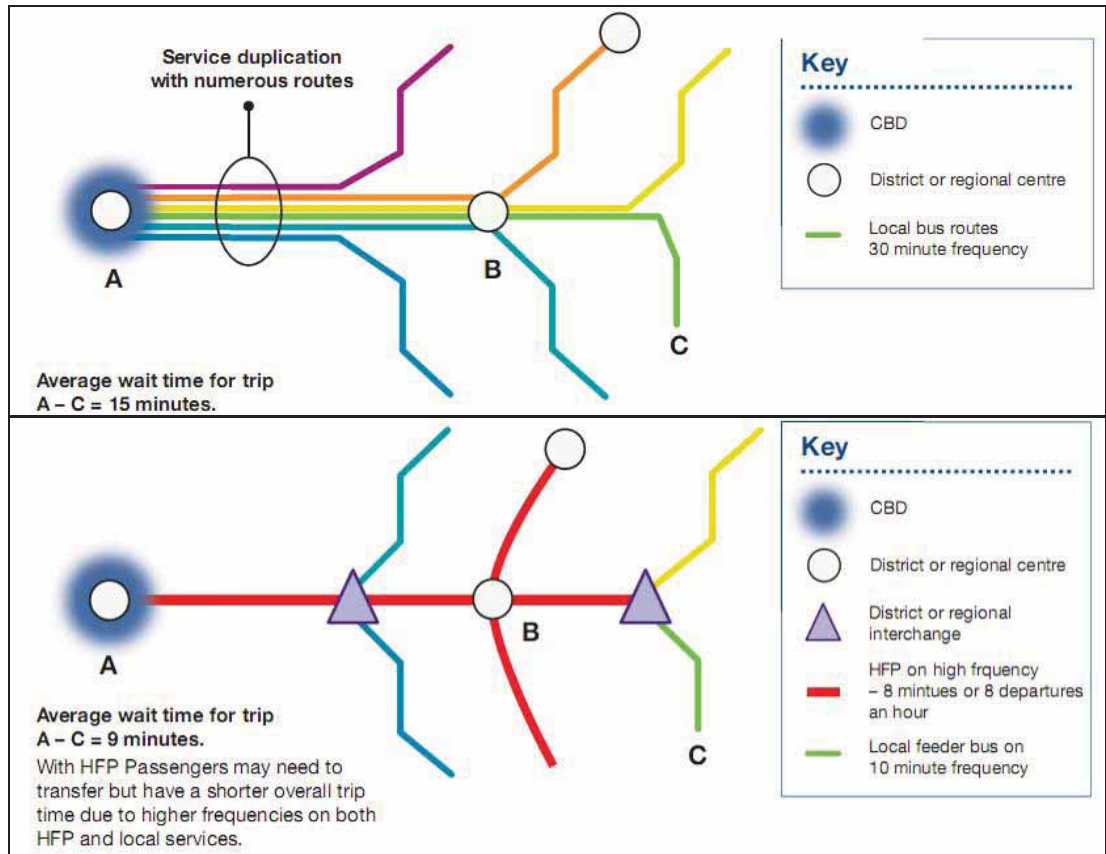 Service duplication
with numerous routes
A
B
C
Average wait time for trip
A – C = 15 minutes.
Key
CBD
District or regional centre
Local bus routes
30 minute frequency
A
B
C
Average wait time for trip
A – C = 9 minutes.
With HFP Passengers may need to
transfer but have a shorter overall trip
time due to higher frequencies on both
HFP and local services.
Key
CBD
District or regional centre
District or regional
interchange
HFP on high frquency
– 8 mintues or 8 departures
an hour
Local feeder bus on
10 minute frequency